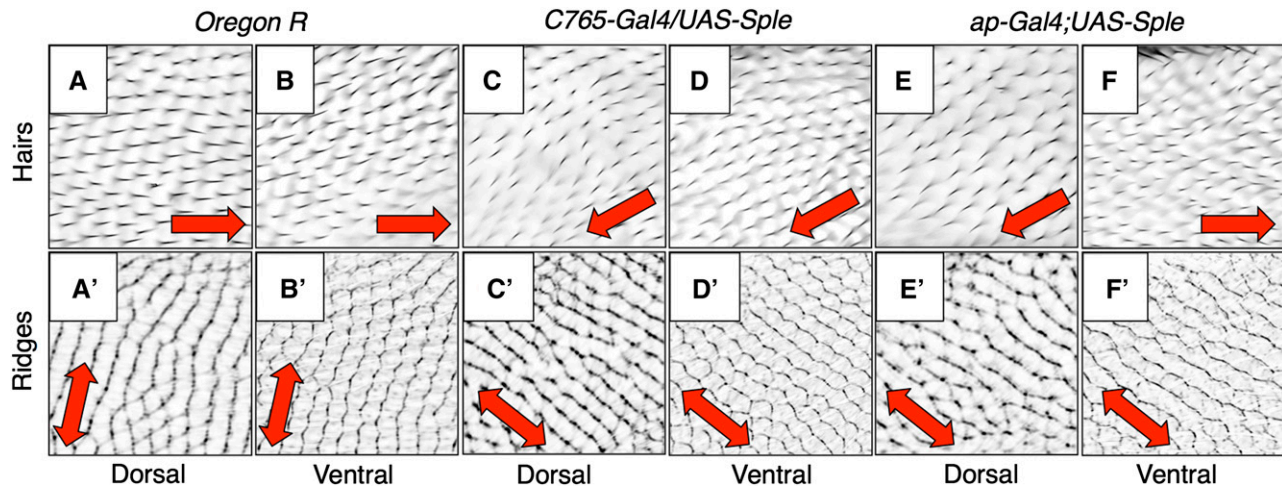 Oregon R C765-Gal4/UAS-Sple ap-Gal4;UAS-Sple
Hairs
A B C D E F
Ridges
A' B' C' D' E' F'
Dorsal Ventral Dorsal Ventral Dorsal Ventral